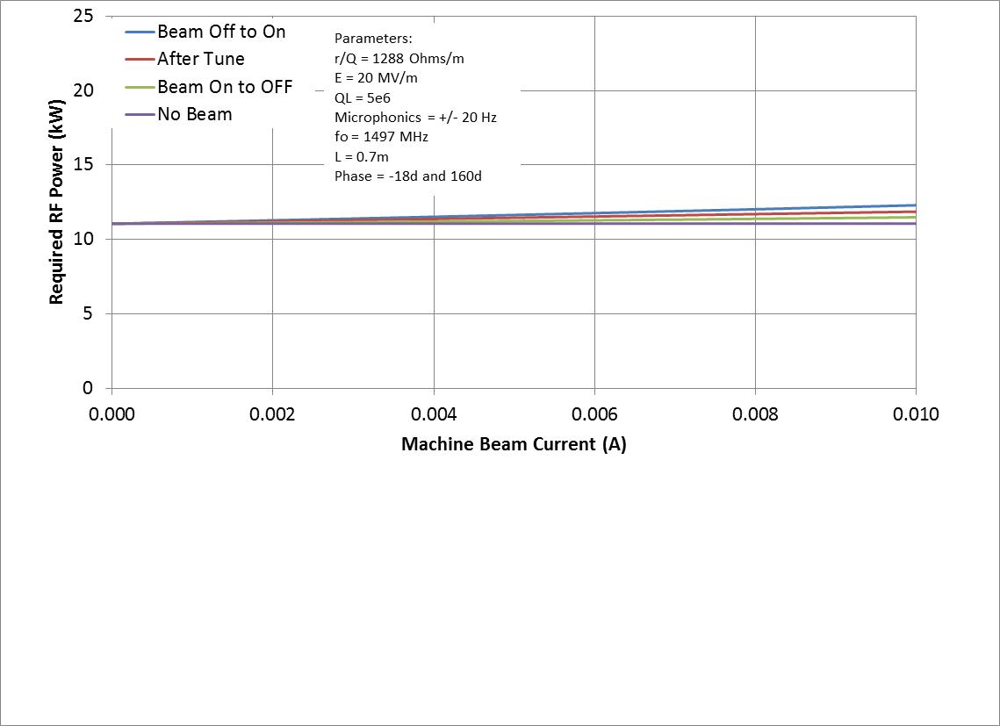 25
20
15
10
5
0
Required RF Power (kW)
Beam Off to On
After Tune
Beam On to OFF
No Beam
Parameters:
r/Q = 1288 Ohms/m
E = 20 MV/m
QL = 5e6
Microphonics = +/- 20 Hz
fo = 1497 MHz
L = 0.7m
Phase = -18d and 160d
0.000 0.002 0.004 0.006 0.008 0.010
Machine Beam Current (A)